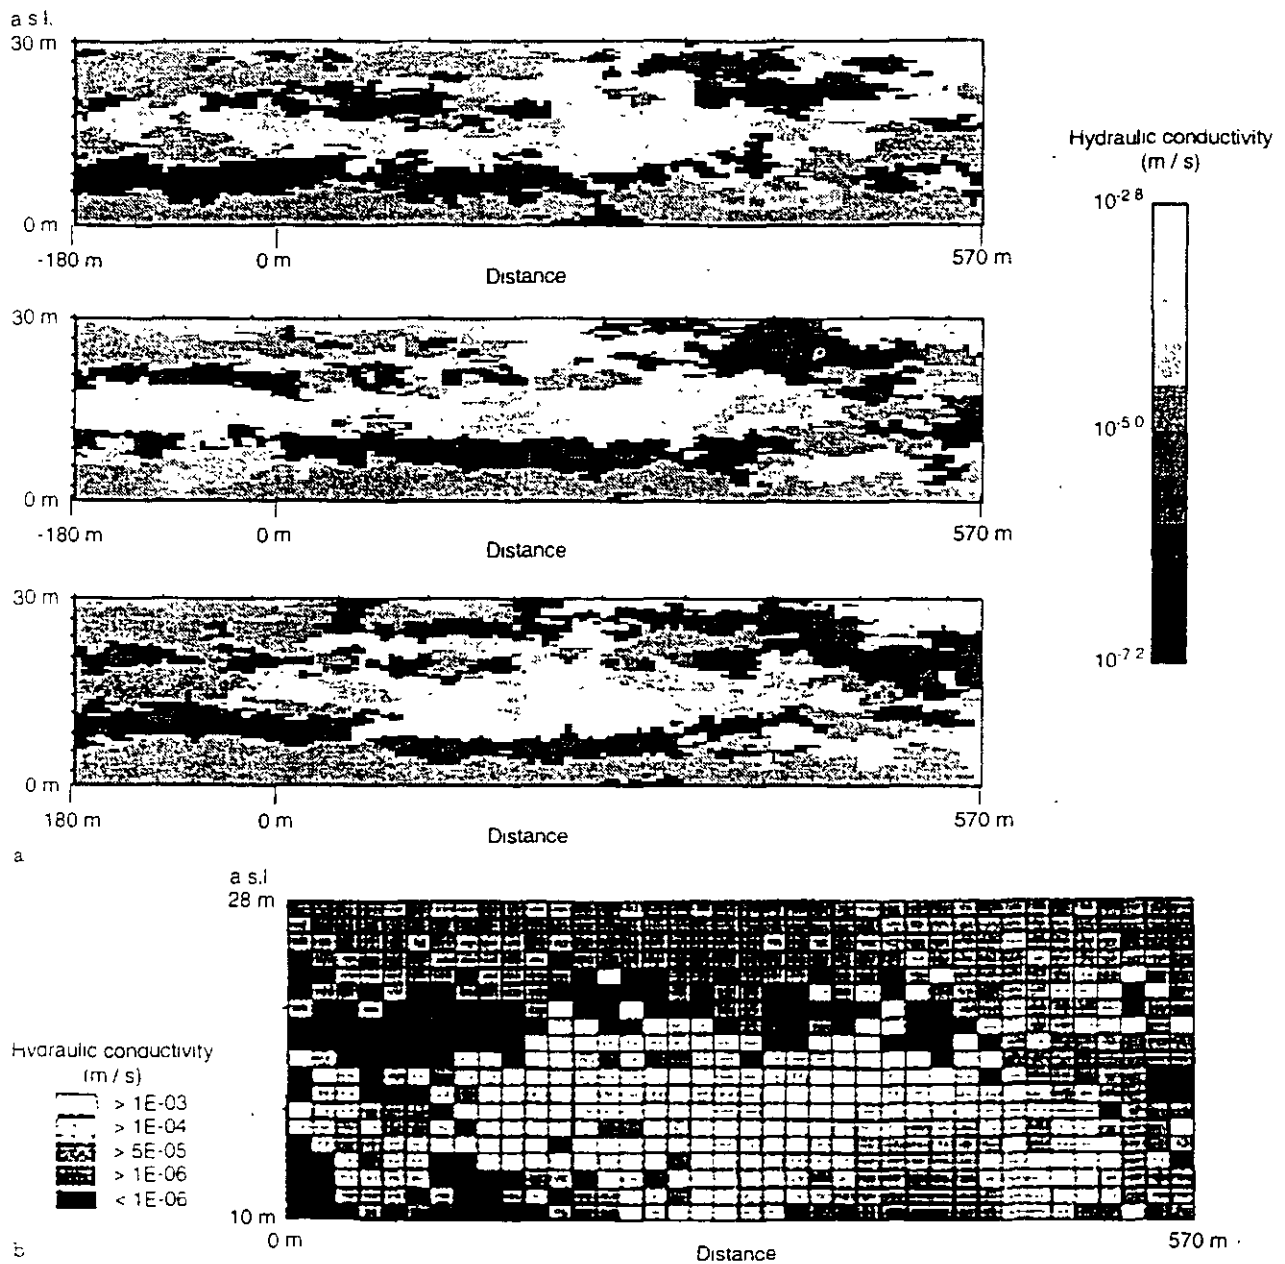 a s l.
30 m
0 m
-180 m
0 m
570 m
Distance
Hydraulic conductivity
(m / s)
10-2 8
10-5 0
10-7 2
30 m
0 m
-180 m
0 m
570 m
Distance
30 m
0 m
180 m
0 m
570 m
Distance
a
a s.l
28 m
10 m
0 m
570 m
Distance
Hydraulic conductivity
(m / s)
> 1E-03
> 1E-04
> 5E-05
> 1E-06
< 1E-06
b